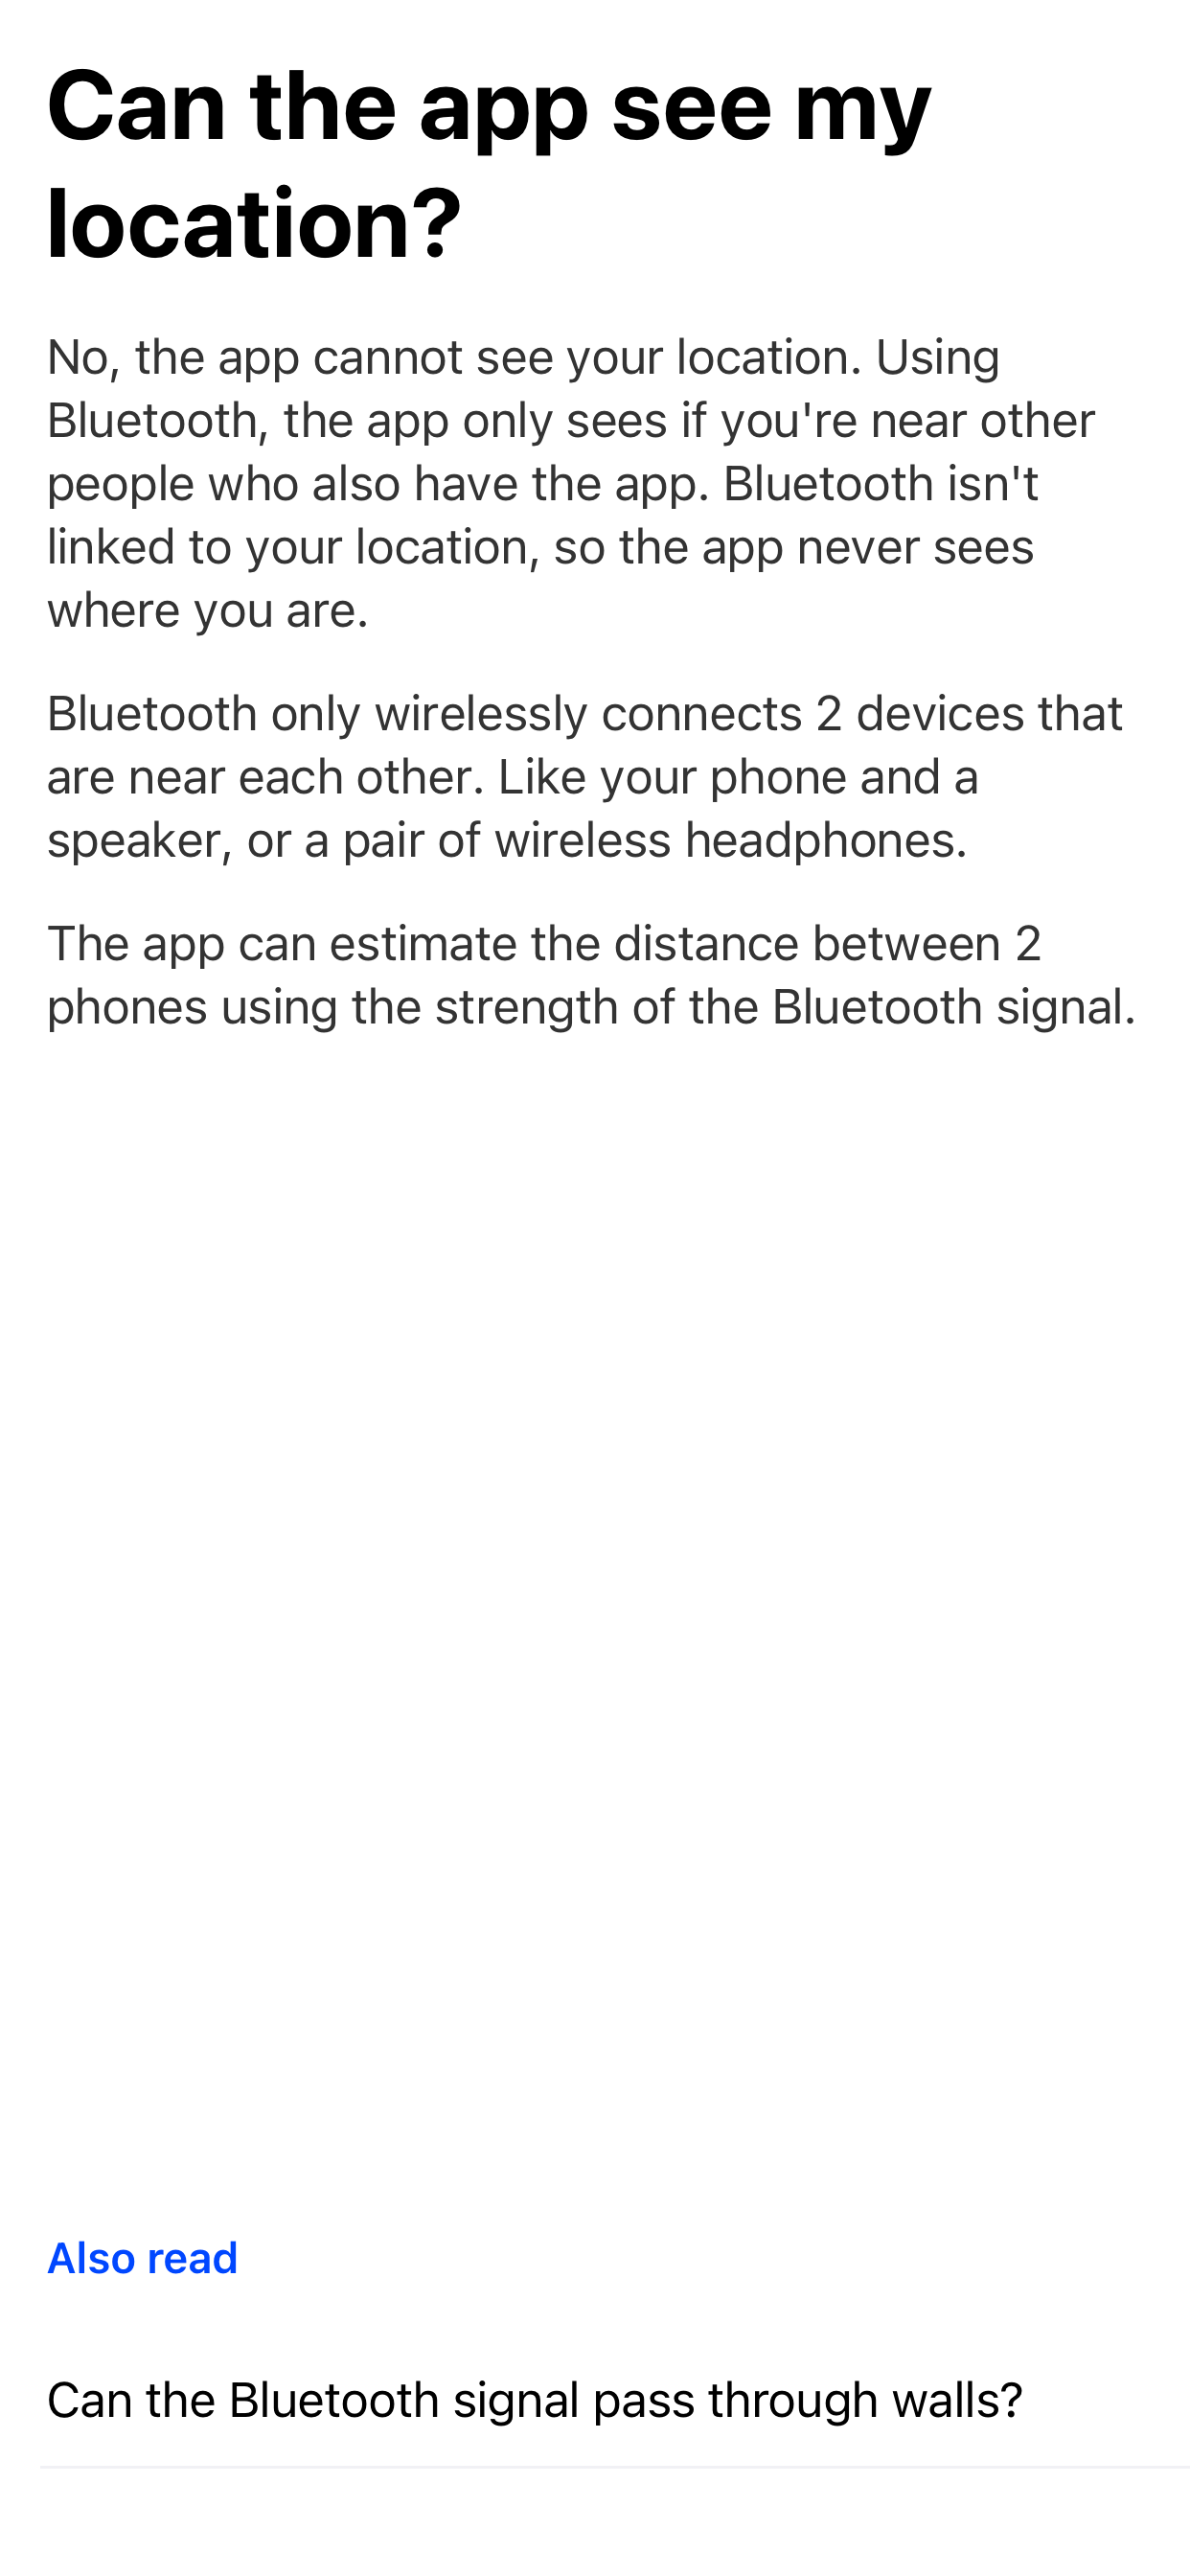 Can the app see my
location?
No, the app cannot see your location. Using
Bluetooth, the app only sees if you're near other
people who also have the app. Bluetooth isn't
linked to your location, so the app never sees
where you are.
Bluetooth only wirelessly connects 2 devices that
are near each other. Like your phone and a
speaker, or a pair of wireless headphones.
The app can estimate the distance between 2
phones using the strength of the Bluetooth signal.
Also read
Can the Bluetooth signal pass through walls?